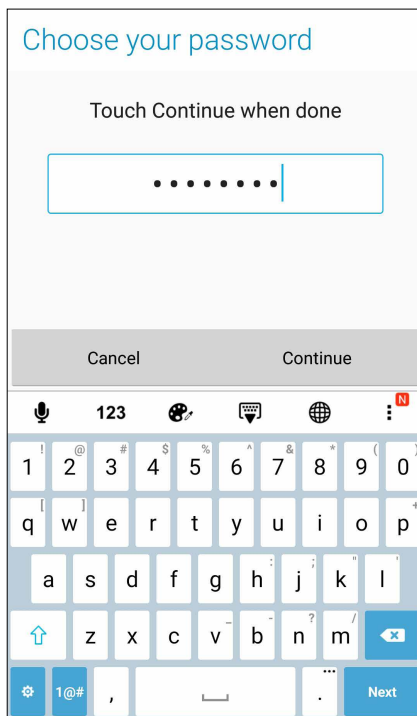 Choose your password
Touch Continue when done
••••••••
Cancel Continue
123 N
! @ # $ % ^ & * ( )
1 2 3 4 5 6 7 8 9 0
[ ] +
q w e r t y u i o p
: ; " '
a s d f g h j k l
_ - ? /
z x c v b n m
1@# , . ... Next